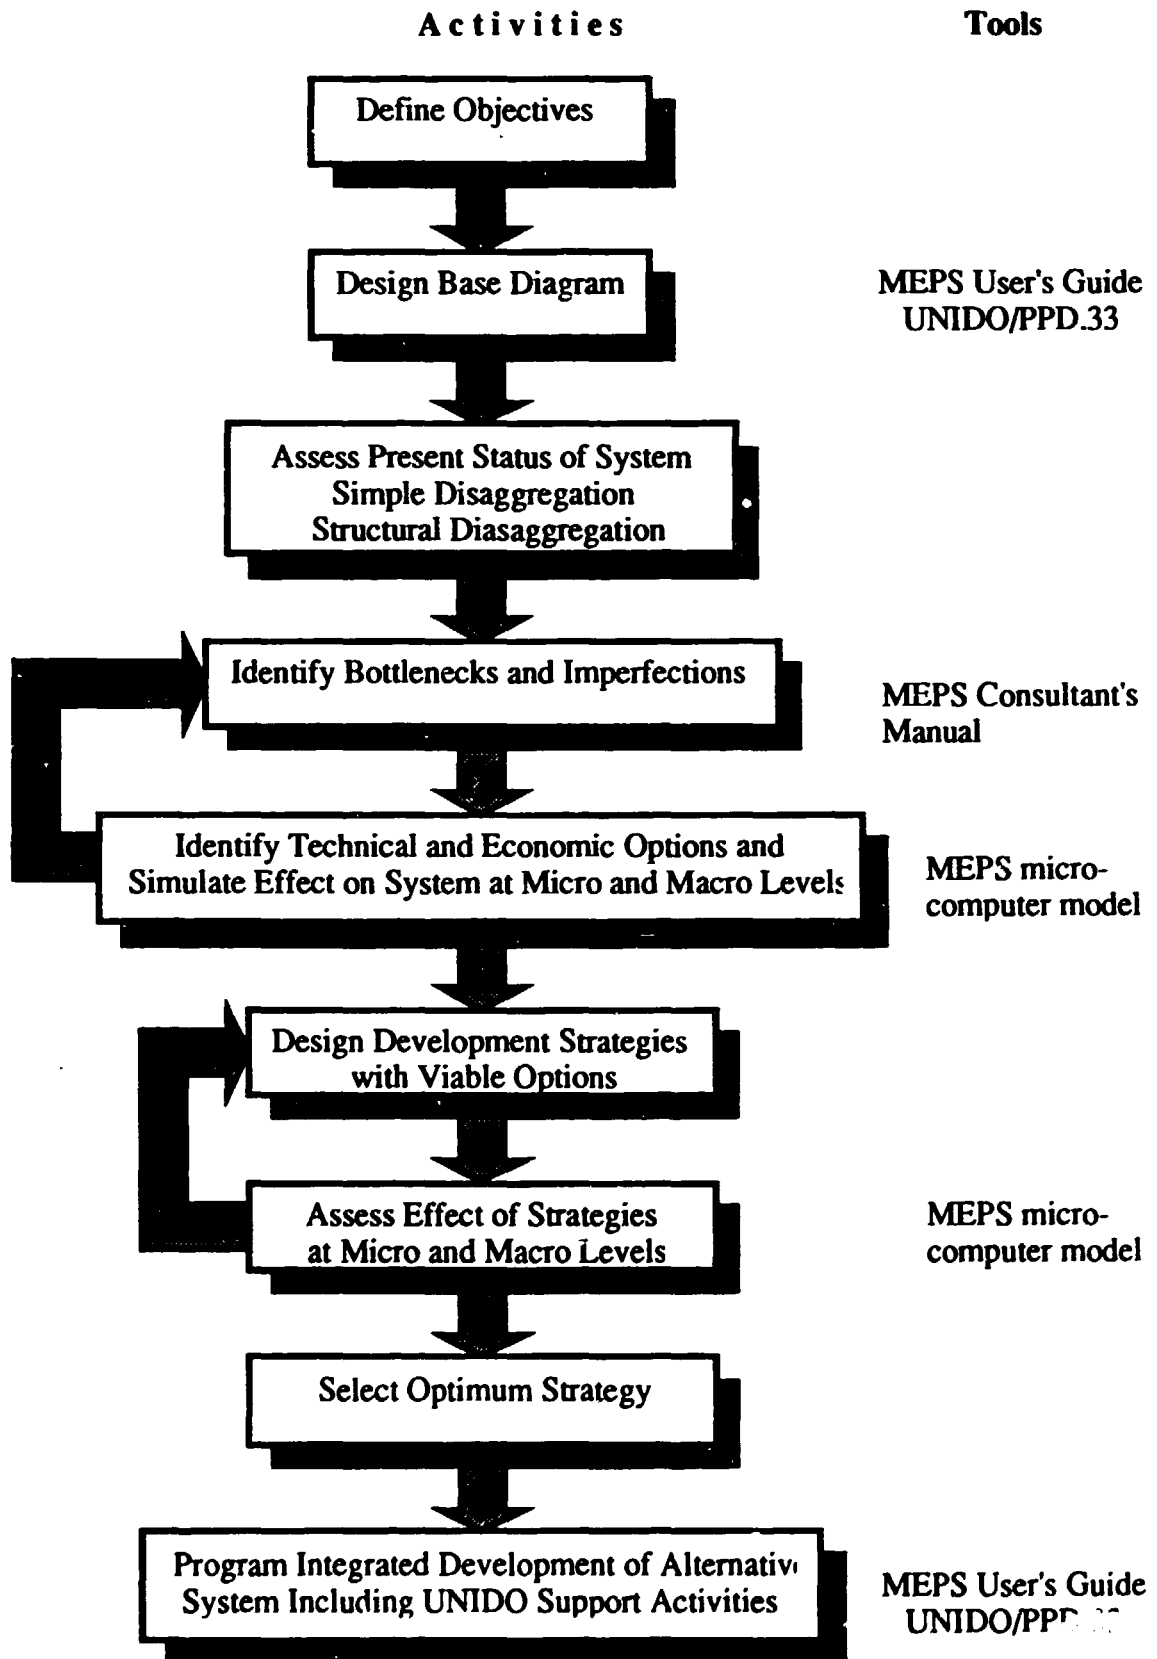 Activities Tools
Define Objectives
Design Base Diagram
MEPS User's Guide
UNIDO/PPD.33
Assess Present Status of System
Simple Disaggregation
Structural Diasaggregation
Identify Bottlenecks and Imperfections
MEPS Consultant's
Manual
Identify Technical and Economic Options and
Simulate Effect on System at Micro and Macro Levels
MEPS micro-
computer model
Design Development Strategies
with Viable Options
Assess Effect of Strategies
at Micro and Macro Levels
MEPS micro-
computer model
Select Optimum Strategy
Program Integrated Development of Alternative
System Including UNIDO Support Activities
MEPS User's Guide